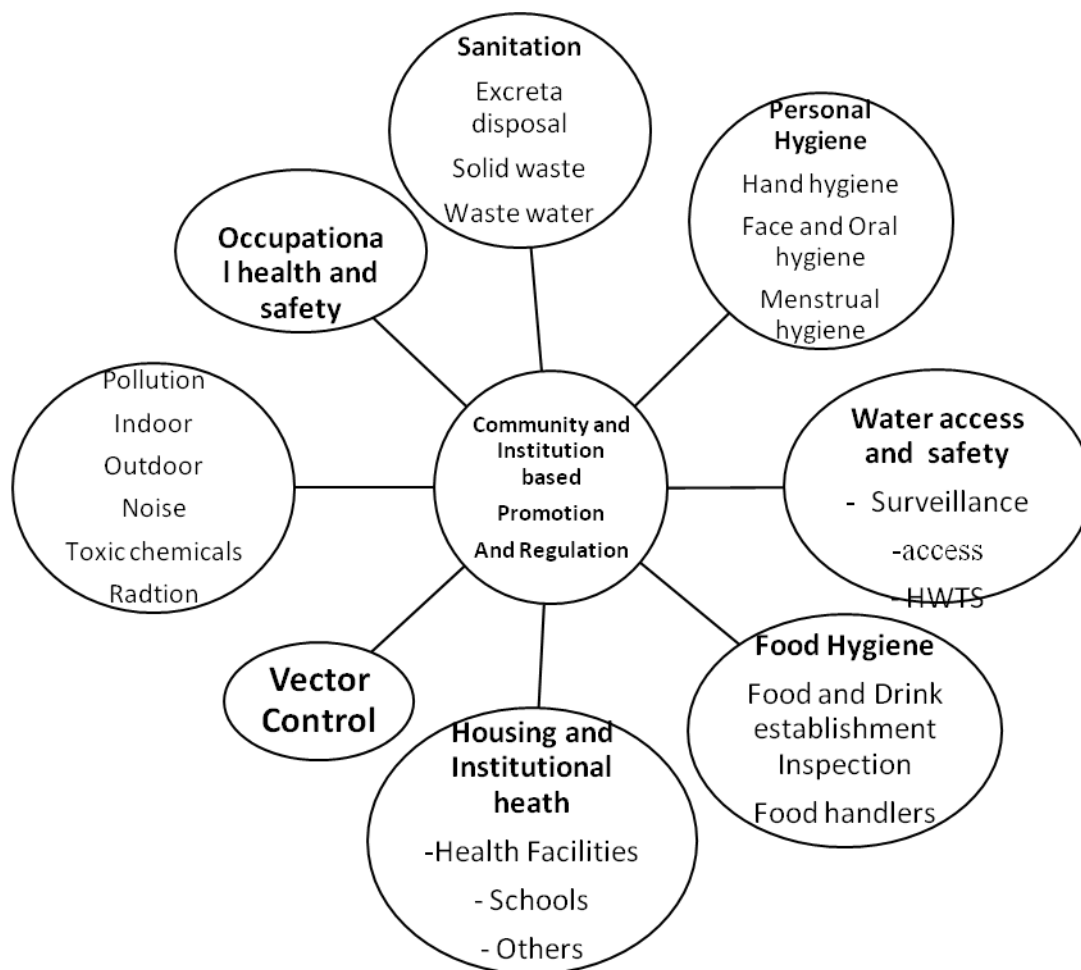 Sanitation
Excreta
disposal
Solid waste
Waste water
Personal
Hygiene
Hand hygiene
Face and Oral
hygiene
Menstrual
hygiene
Occupationa
l health and
safety
Pollution
Indoor
Outdoor
Noise
Toxic chemicals
Radtion
Community and
Institution
based
Promotion
And Regulation
Water access
and safety
- Surveillance
-access
- HWTS
Vector
Control
Housing and
Institutional
heath
-Health Facilities
- Schools
- Others
Food Hygiene
Food and Drink
establishment
Inspection
Food handlers